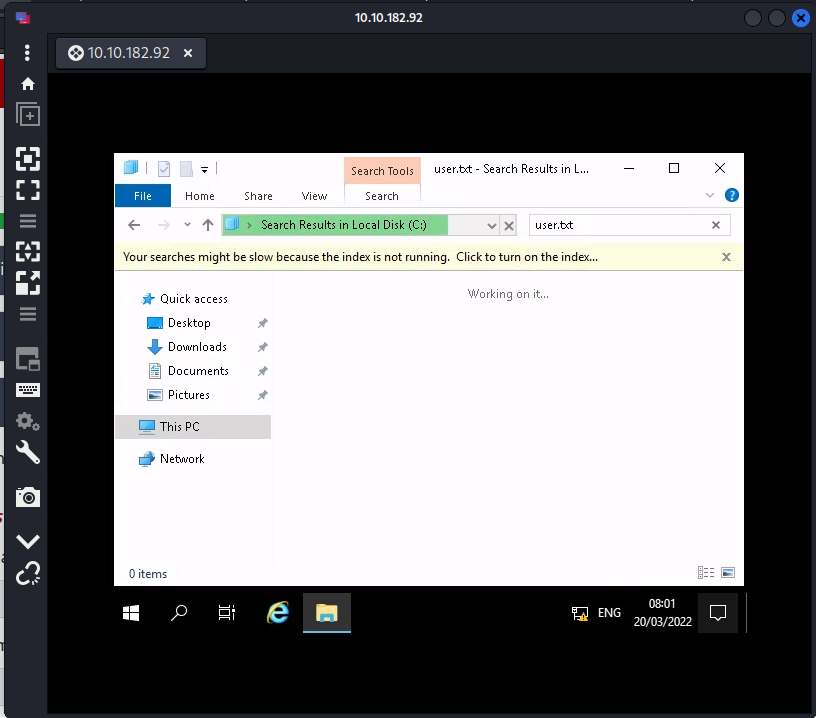 10.10.182.92
10.10.182.92
Search Tools
user.txt - Search Results in L...
File
Home
Share
View
Search
Search Results in Local Disk (C:)
user.txt
Your searches might be slow because the index is not running. Click to turn on the index...
Quick access
Working on it...
Desktop
Downloads
Documents
Pictures
This PC
Network
0 items
ENG
08:01
20/03/2022